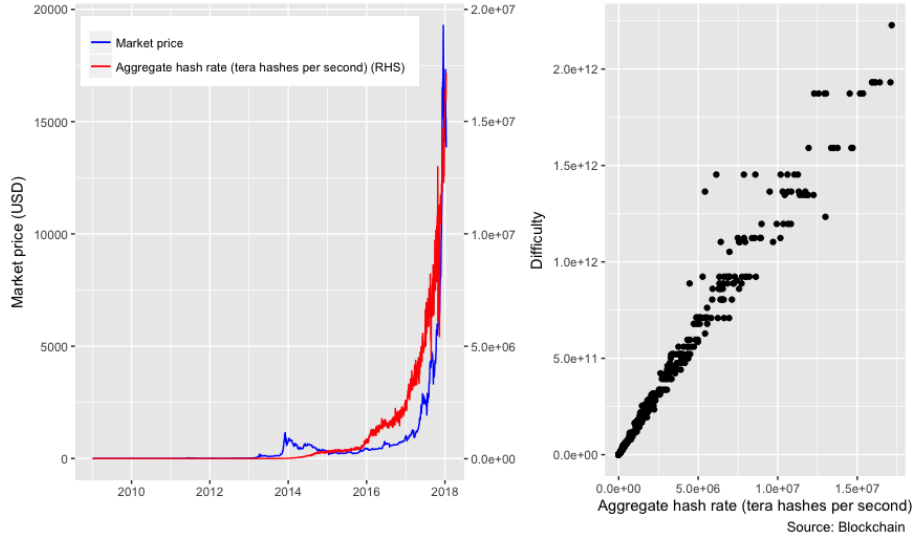 20000
15000
10000
5000
0
Market price (USD)
Market price
Aggregate hash rate (tera hashes per second) (RHS)
2.0e+07
1.5e+07
1.0e+07
5.0e+06
0.0e+00
2010 2012 2014 2016 2018
2.0e+12
1.5e+12
1.0e+12
5.0e+11
0.0e+00
Difficulty
0.0e+00 5.0e+06 1.0e+07 1.5e+07
Aggregate hash rate (tera hashes per second)
Source: Blockchain